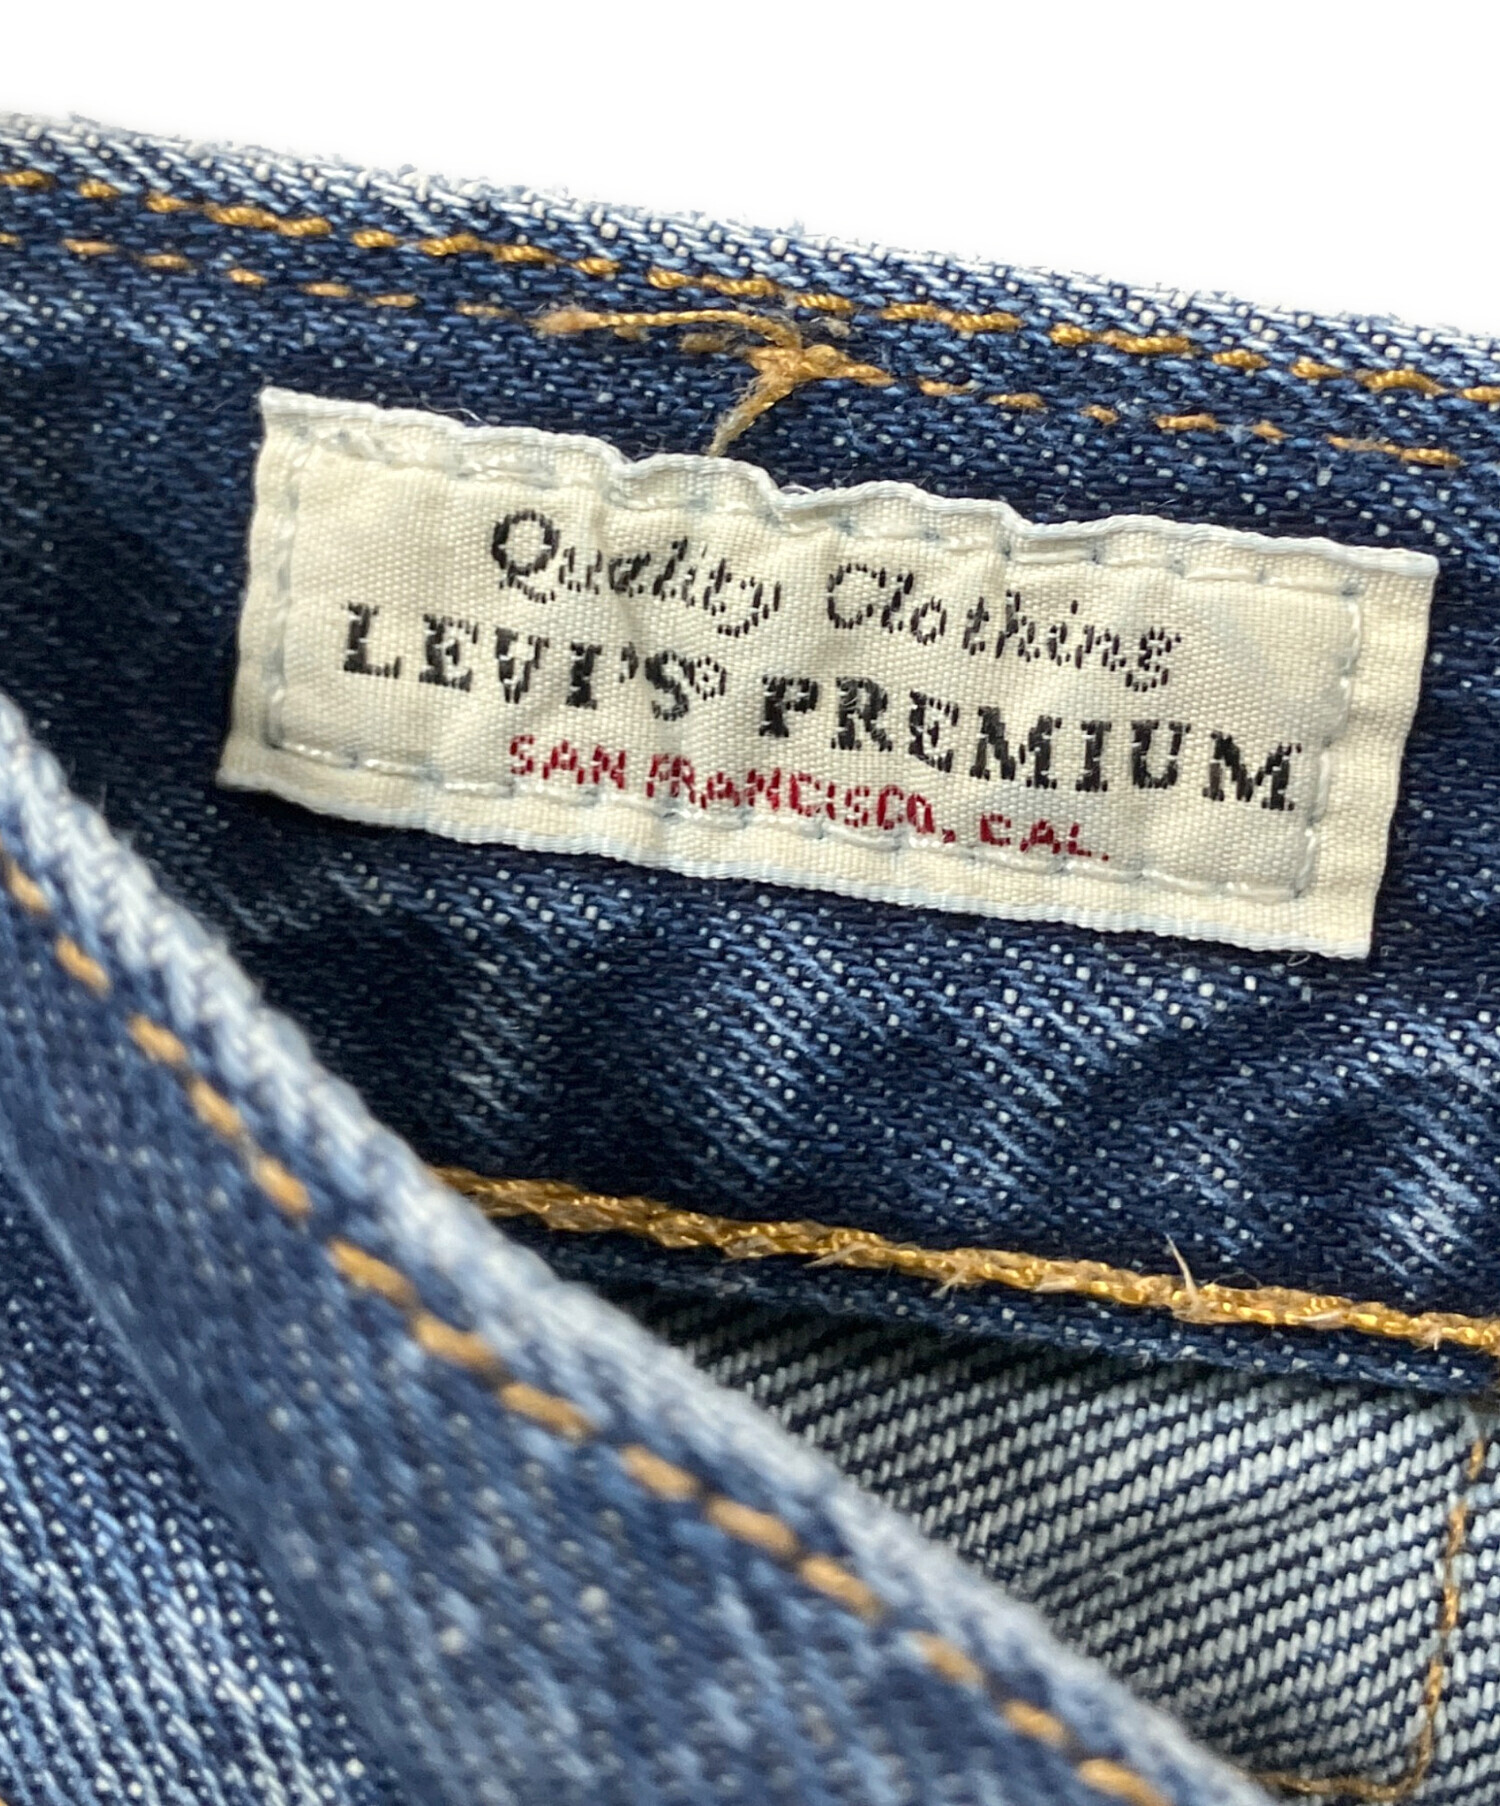 Quality Clothing
LEVI'S® PREMIUM
SAN FRANCISCO, CAL.